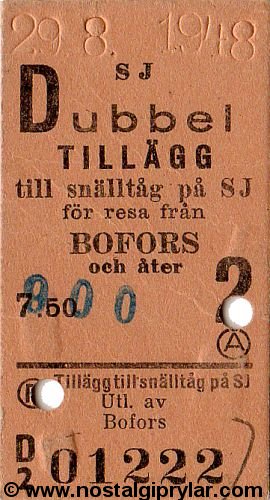 29 8. 1948
SJ
Dubbel
TILLÄGG
till snälltåg på SJ
för resa från
BOFORS
och åter
7 50 900 2
A
R Tillägg till snälltåg på SJ
Utl. av
Bofors
D/2 01222
© www.nostalgiprylar.com